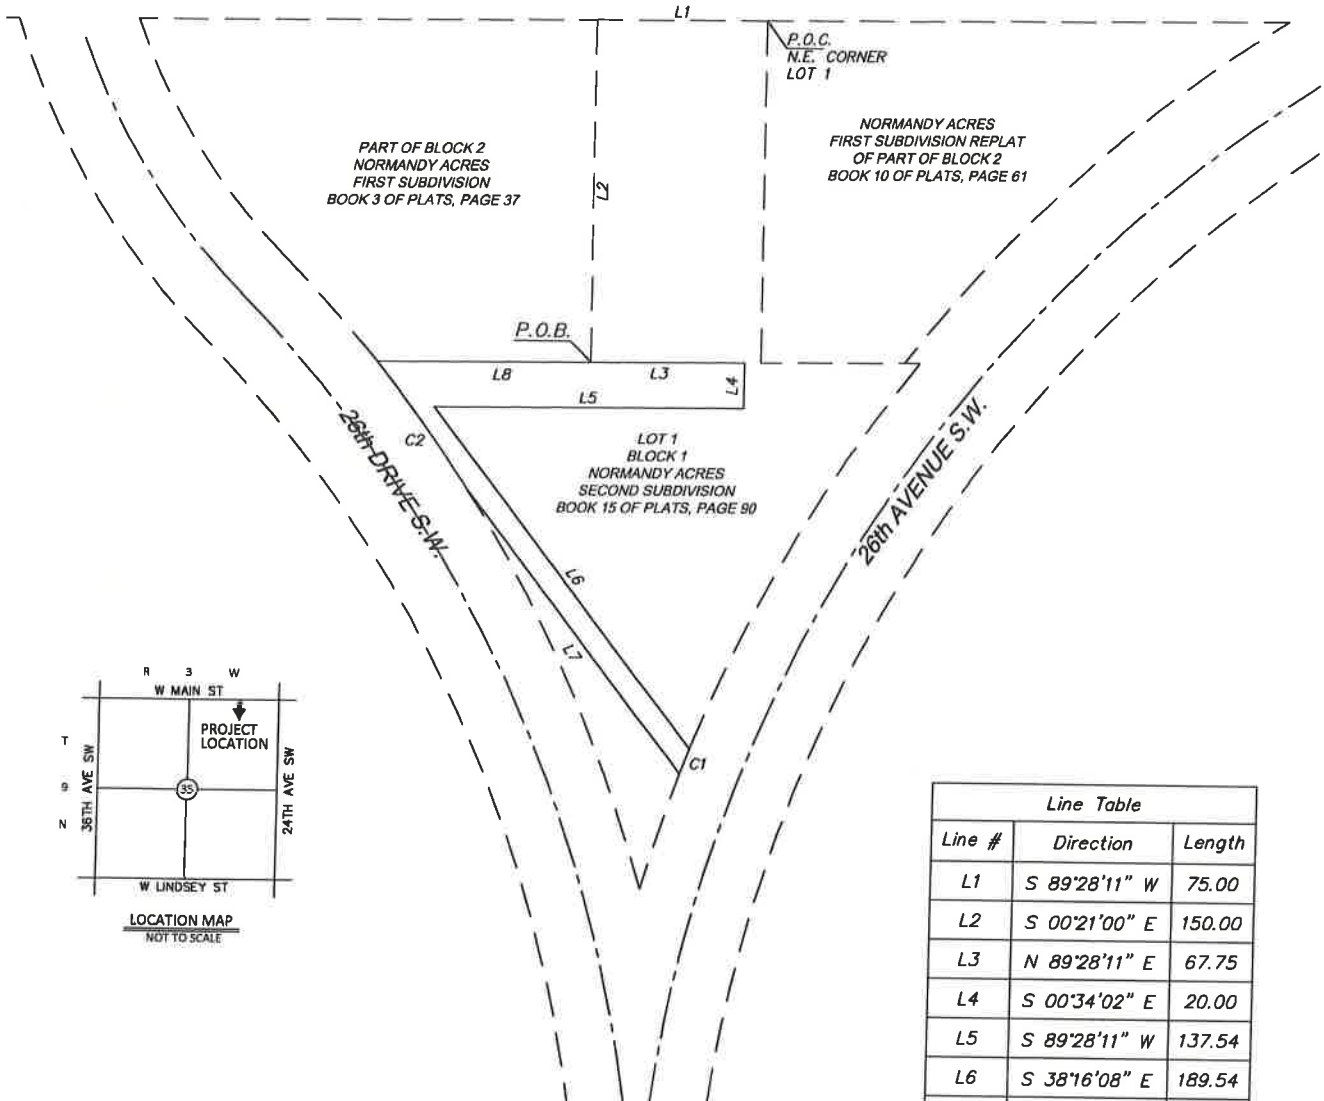 L1
P.O.C.
N.E. CORNER
LOT 1
PART OF BLOCK 2
NORMANDY ACRES
FIRST SUBDIVISION
BOOK 3 OF PLATS, PAGE 37
L2
NORMANDY ACRES
FIRST SUBDIVISION REPLAT
OF PART OF BLOCK 2
BOOK 10 OF PLATS, PAGE 61
P.O.B.
L8
L3
L4
L5
C2
26th DRIVE S.W.
LOT 1
BLOCK 1
NORMANDY ACRES
SECOND SUBDIVISION
BOOK 15 OF PLATS, PAGE 90
26th AVENUE S.W.
L6
L7
C1
R 3 W
W MAIN ST
PROJECT
LOCATION
T
9
N
36TH AVE SW
35
24TH AVE SW
W LINDSEY ST
LOCATION MAP
NOT TO SCALE
Line Table
Line # Direction Length
L1 S 89°28'11" W 75.00
L2 S 00°21'00" E 150.00
L3 N 89°28'11" E 67.75
L4 S 00°34'02" E 20.00
L5 S 89°28'11" W 137.54
L6 S 38°16'08" E 189.54